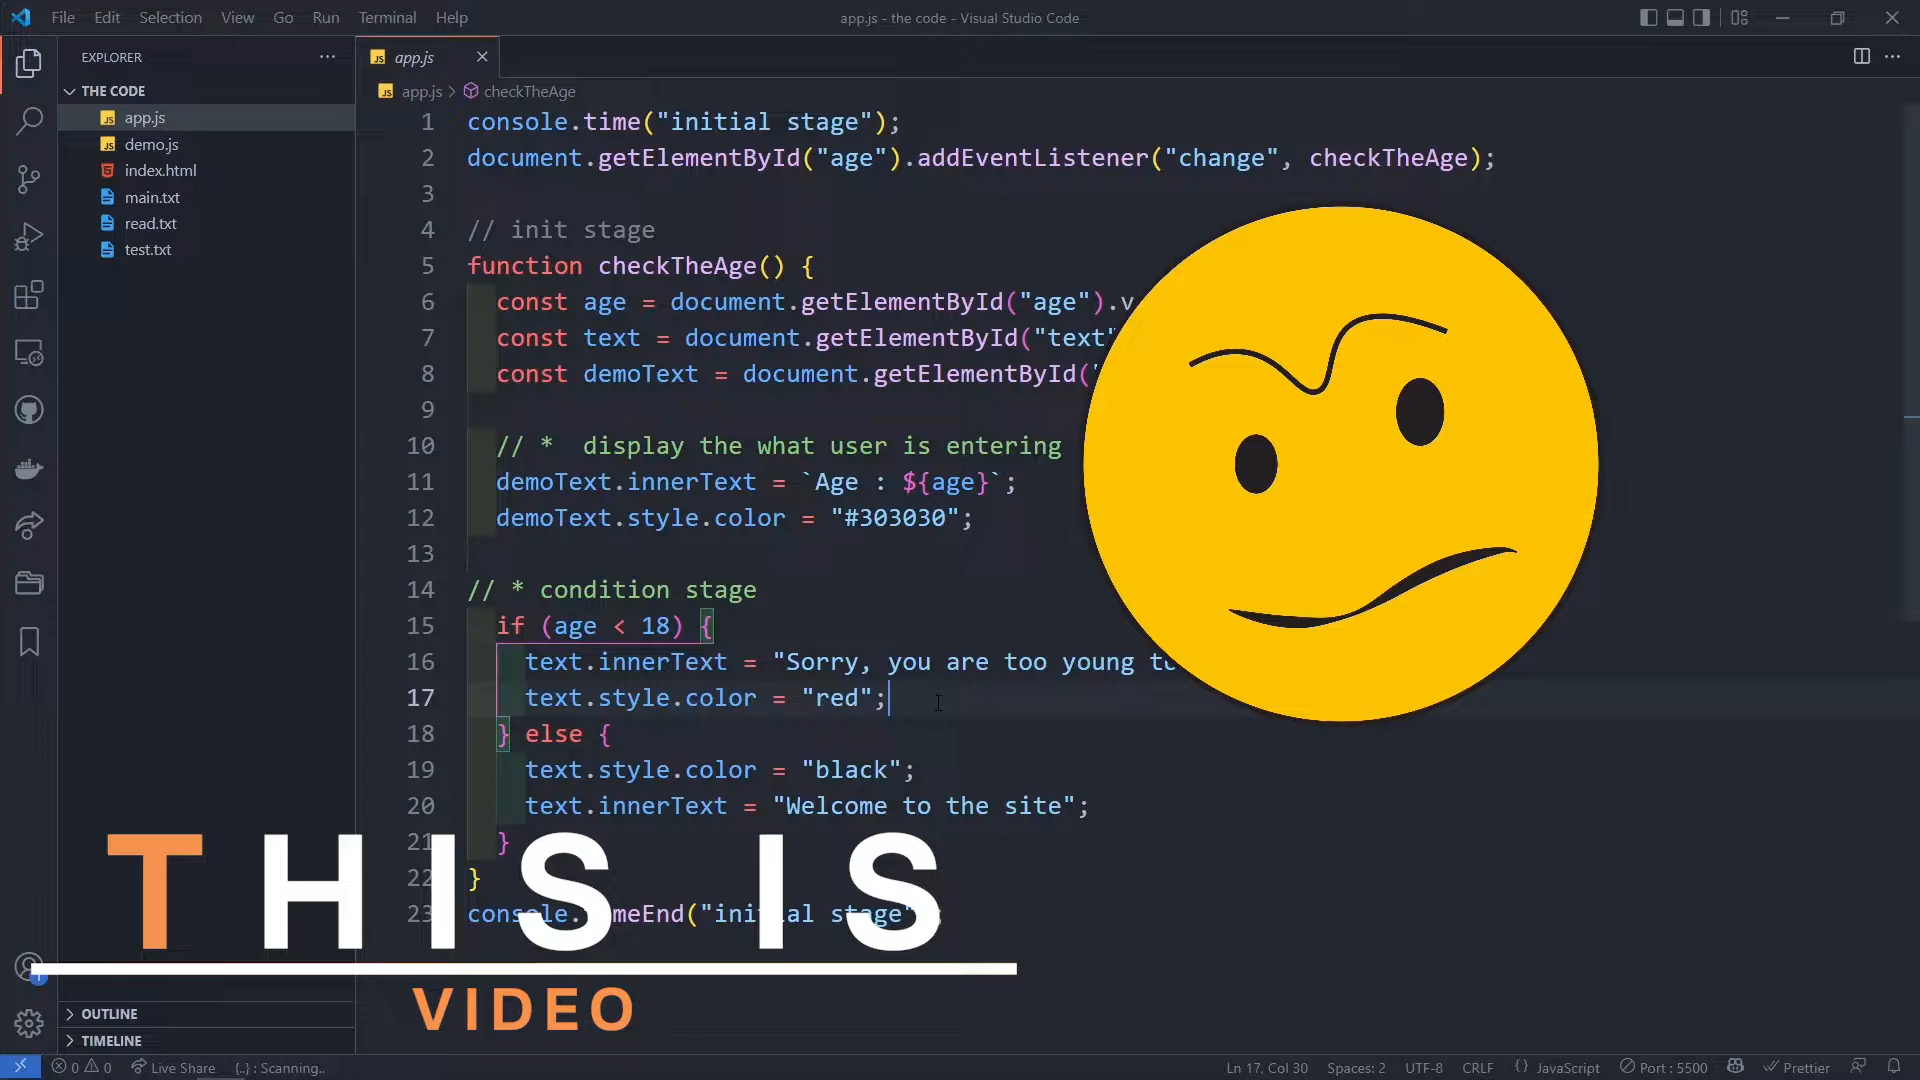 File Edit Selection View Go Run Terminal Help
app.js - the code - Visual Studio Code
EXPLORER
THE CODE
app.js
demo.js
index.html
main.txt
read.txt
test.txt
OUTLINE
TIMELINE
app.js
app.js > checkTheAge
1 console.time("initial stage");
2 document.getElementById("age").addEventListener("change", checkTheAge);
3
4 // init stage
5 function checkTheAge() {
6 const age = document.getElementById("age").v
7 const text = document.getElementById("text"
8 const demoText = document.getElementById(
9
10 // * display the what user is entering
11 demoText.innerText = `Age : ${age}`;
12 demoText.style.color = "#303030";
13
14 // * condition stage
15 if (age < 18) {
16 text.innerText = "Sorry, you are too young to
17 text.style.color = "red";
18 } else {
19 text.style.color = "black";
20 text.innerText = "Welcome to the site";
21 }
22 }
23 console. meEnd("ini al stage" ;
THIS IS
VIDEO
0 0 Live Share {..} : Scanning.. Ln 17, Col 30 Spaces: 2 UTF-8 CRLF {} JavaScript Port : 5500 Prettier